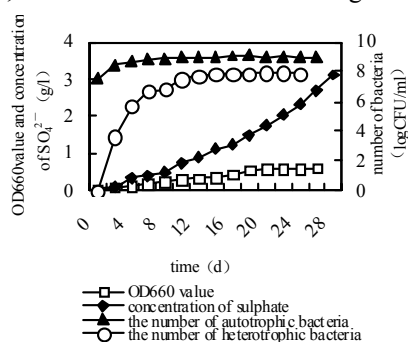 4
3
2
1
0
10
8
6
4
2
0
OD660value and concentration
of SO₄²⁻ (g/l)
number of bacteria
(logCFU/ml)
0 4 8 12 16 20 24 28
time (d)
OD660 value
concentration of sulphate
the number of autotrophic bacteria
the number of heterotrophic bacteria